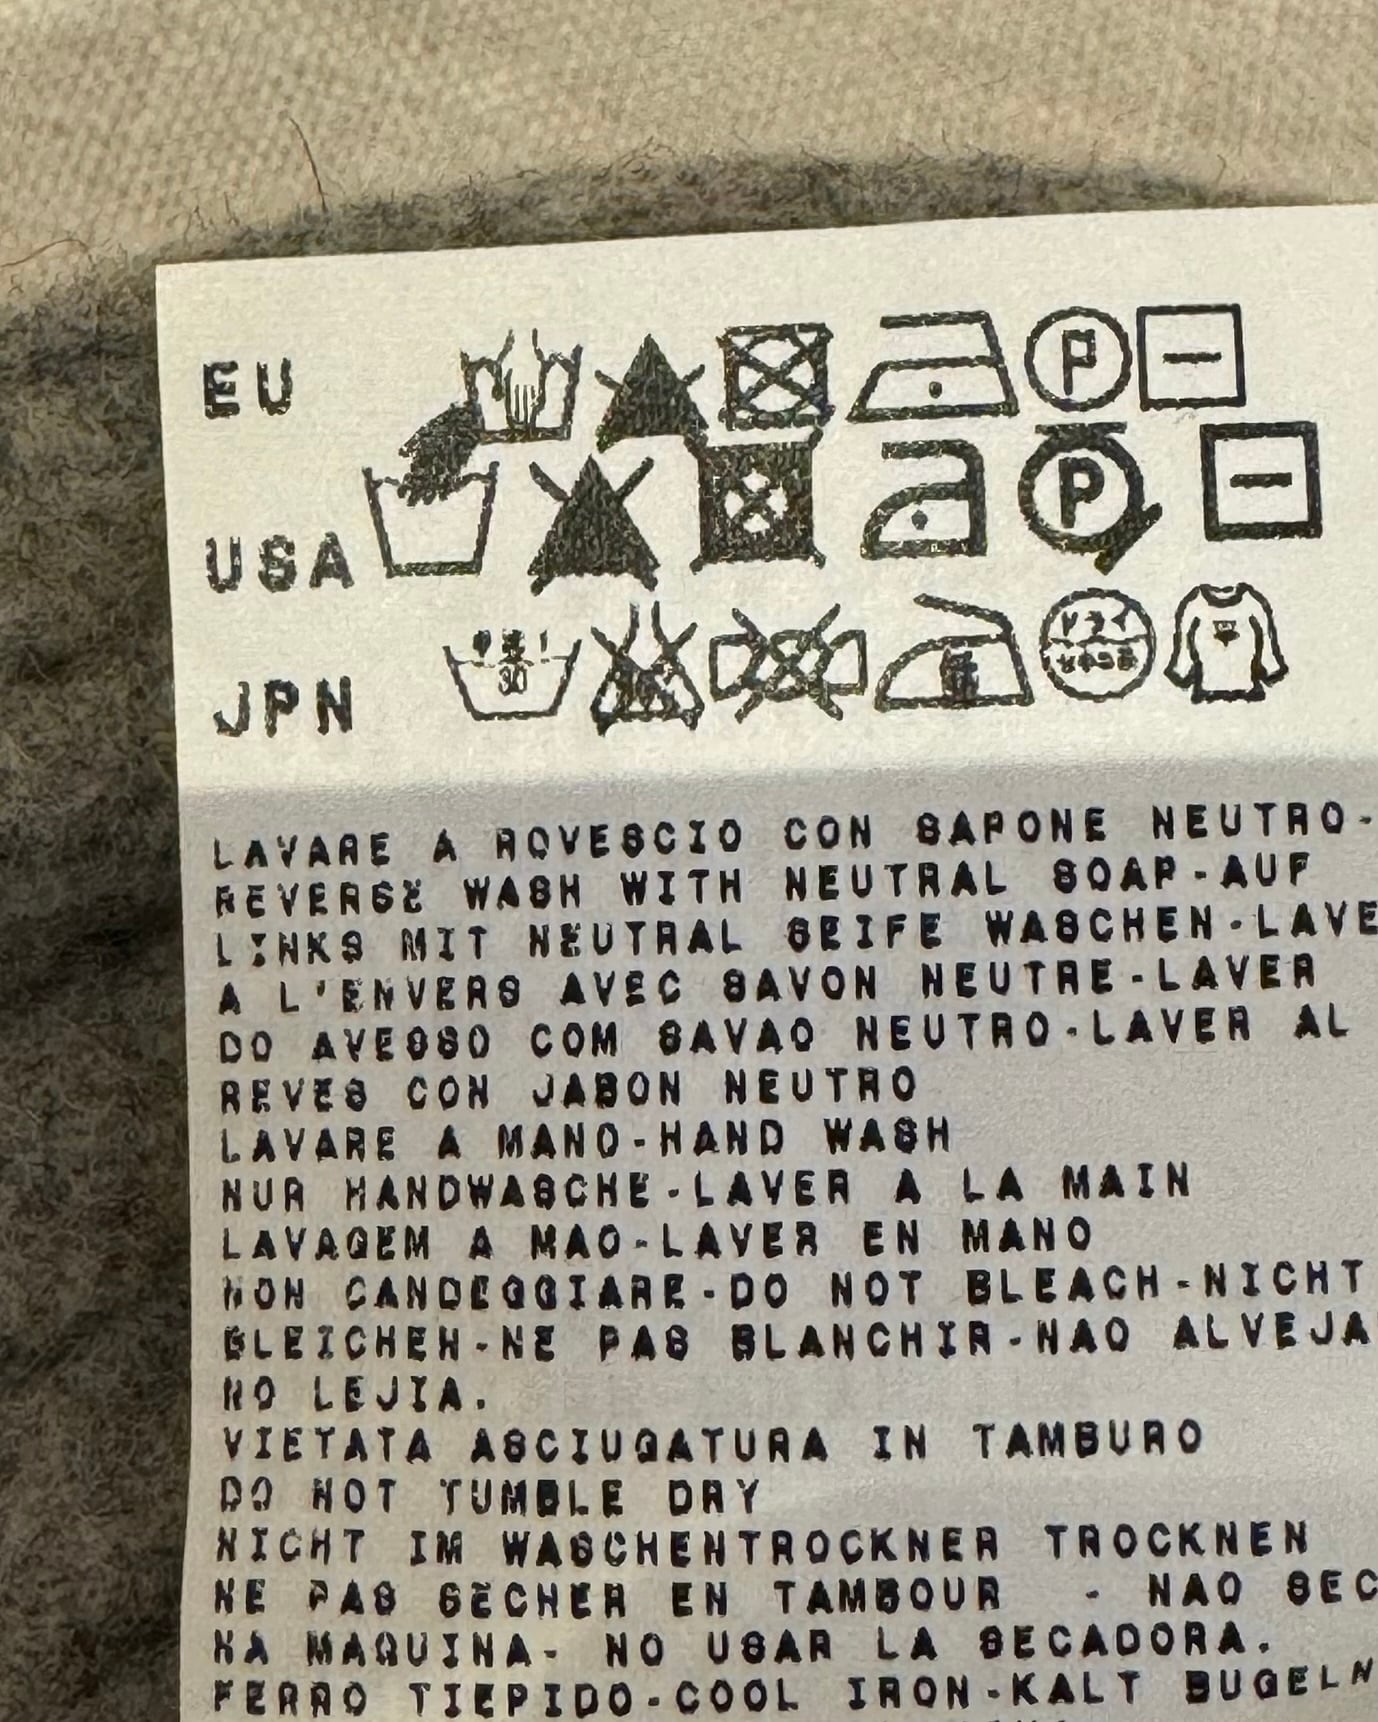 EU
P
USA
P
JPN
30
ドライ
LAVARE A ROVESCIO CON SAPONE NEUTRO-
REVERSE WASH WITH NEUTRAL SOAP-AUF
LINKS MIT NEUTRAL SEIFE WASCHEN-LAVE
A L'ENVERS AVEC SAVON NEUTRE-LAVER
DO AVESSO COM SAVAO NEUTRO-LAVER AL
REVES CON JABON NEUTRO
LAVARE A MANO-HAND WASH
NUR HANDWASCHE-LAVER A LA MAIN
LAVAGEM A MAO-LAVER EN MANO
NON CANDEGGIARE-DO NOT BLEACH-NICHT
BLEICHEN-NE PAS BLANCHIR-NAO ALVEJA
NO LEJIA.
VIETATA ASCIUGATURA IN TAMBURO
DO NOT TUMBLE DRY
NICHT IM WASCHENTROCKNER TROCKNEN
NE PAS SECHER EN TAMBOUR - NAO SEC
NA MAQUINA- NO USAR LA SECADORA.
FERRO TIEPIDO-COOL IRON-KALT BUGELN